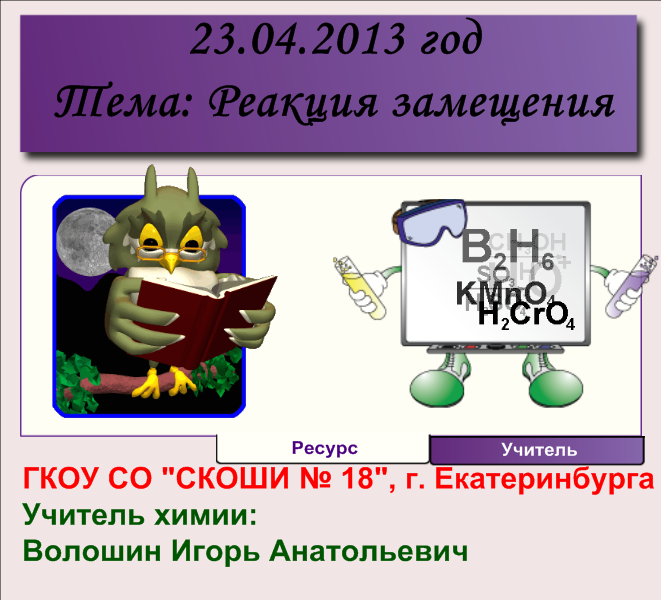 23.04.2013 год
Тема: Реакция замещения
B2H6
KMnO4
H2CrO4
Ресурс
Учитель
ГКОУ СО "СКОШИ № 18", г. Екатеринбурга
Учитель химии:
Волошин Игорь Анатольевич